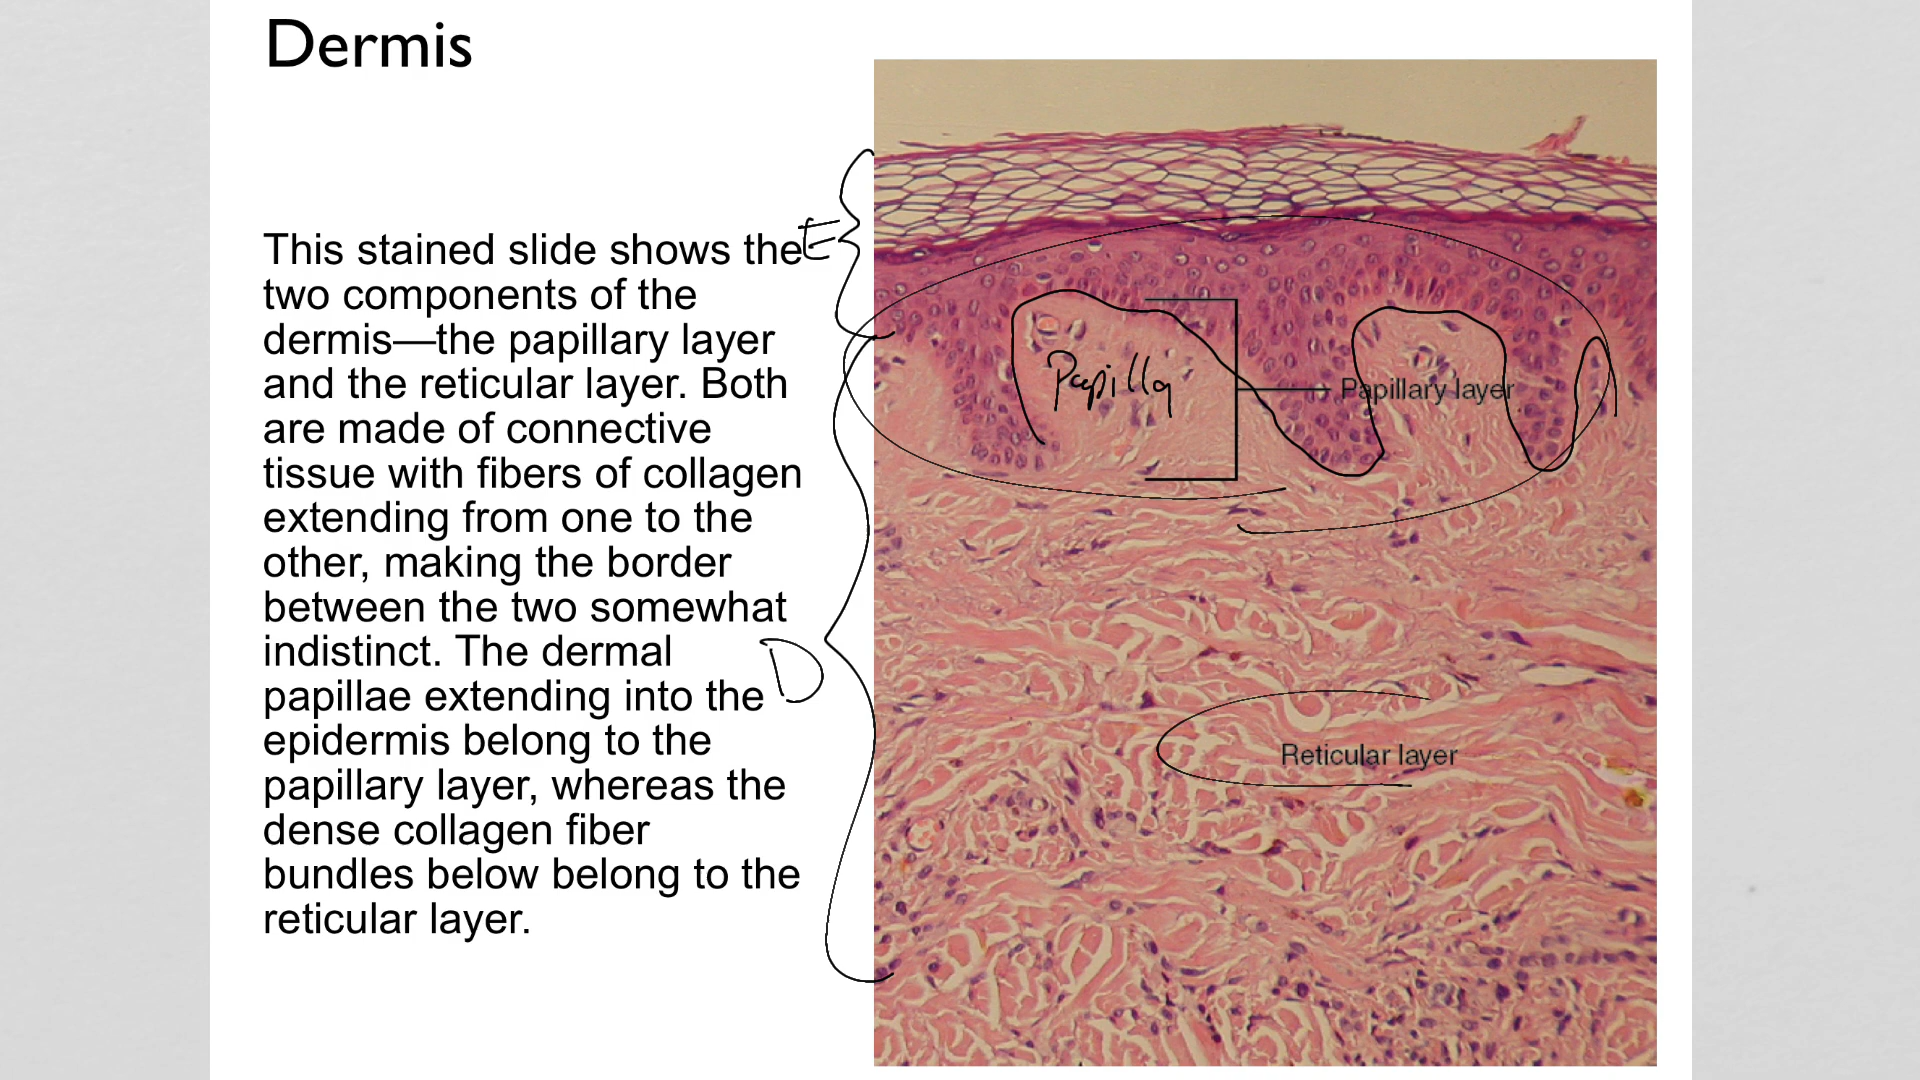 Dermis
This stained slide shows the
two components of the
dermis—the papillary layer
and the reticular layer. Both
are made of connective
tissue with fibers of collagen
extending from one to the
other, making the border
between the two somewhat
indistinct. The dermal
papillae extending into the
epidermis belong to the
papillary layer, whereas the
dense collagen fiber
bundles below belong to the
reticular layer.
E
D
Papilla
Papillary layer
Reticular layer